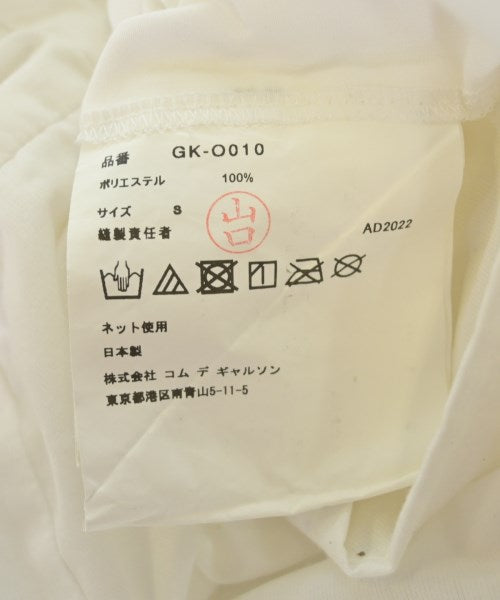 品番 GK-O010
ポリエステル 100%
サイズ S
縫製責任者 山口 AD2022
ネット使用
日本製
株式会社 コム デ ギャルソン
東京都港区南青山5-11-5